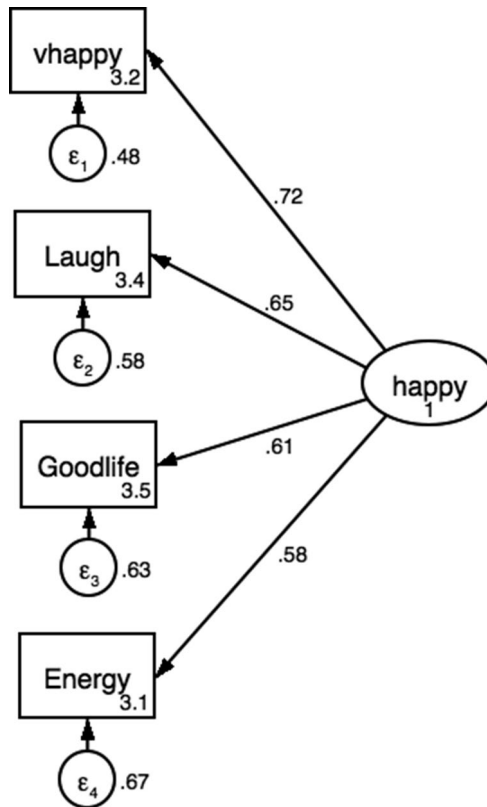 vhappy
3.2
ε1 .48
.72
Laugh
3.4
.65
ε2 .58
happy
1
Goodlife
3.5
.61
ε3 .63
.58
Energy
3.1
ε4 .67